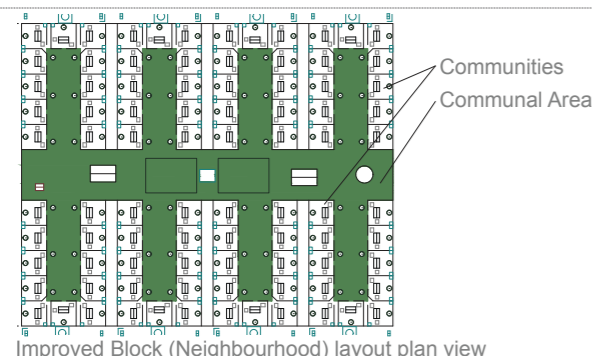 Communities
Communal Area
Improved Block (Neighbourhood) layout plan view